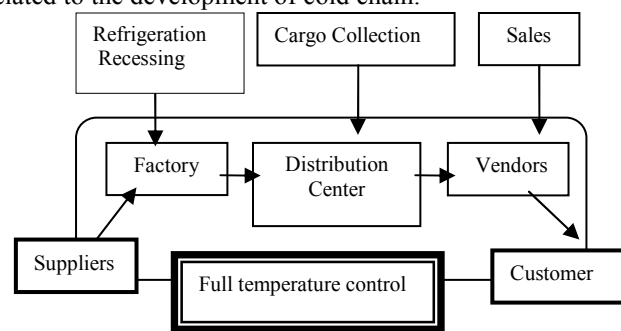 elated to the development of cold chain.
Refrigeration
Recessing
Cargo Collection
Sales
Factory
Distribution
Center
Vendors
Suppliers
Full temperature control
Customer